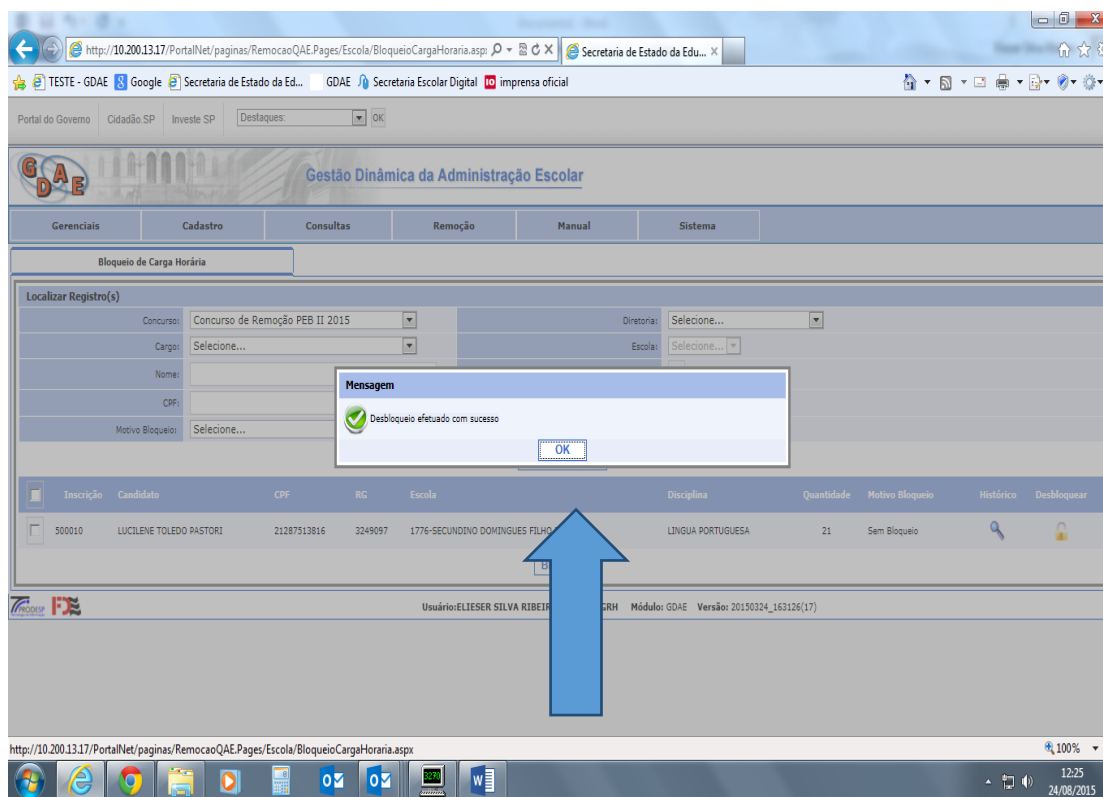 http://10.200.13.17/PortalNet/paginas/RemocaoQAE.Pages/Escola/BloqueioCargaHoraria.asp:
Secretaria de Estado da Edu...
TESTE - GDAE Google Secretaria de Estado da Ed... GDAE Secretaria Escolar Digital imprensa oficial
Portal do Governo Cidadão.SP Investe SP Destaques: OK
GDAE Gestão Dinâmica da Administração Escolar
Gerenciais Cadastro Consultas Remoção Manual Sistema
Bloqueio de Carga Horária
Localizar Registro(s)
Concurso: Concurso de Remoção PEB II 2015 Diretoria: Selecione...
Cargo: Selecione... Escola: Selecione...
Nome:
CPF:
Motivo Bloqueio: Selecione...
Mensagem
Desbloqueio efetuado com sucesso
OK
Inscrição Candidato CPF RG Escola Disciplina Quantidade Motivo Bloqueio Histórico Desbloquear
500010 LUCILENE TOLEDO PASTORI 21287513816 3249097 1776-SECUNDINO DOMINGUES FILHO LINGUA PORTUGUESA 21 Sem Bloqueio
PRODESP FDE Usuário:ELIESER SILVA Módulo: GDAE Versão: 20150324_163126(17)
http://10.200.13.17/PortalNet/paginas/RemocaoQAE.Pages/Escola/BloqueioCargaHoraria.aspx
100%
3270
12:25
24/08/2015